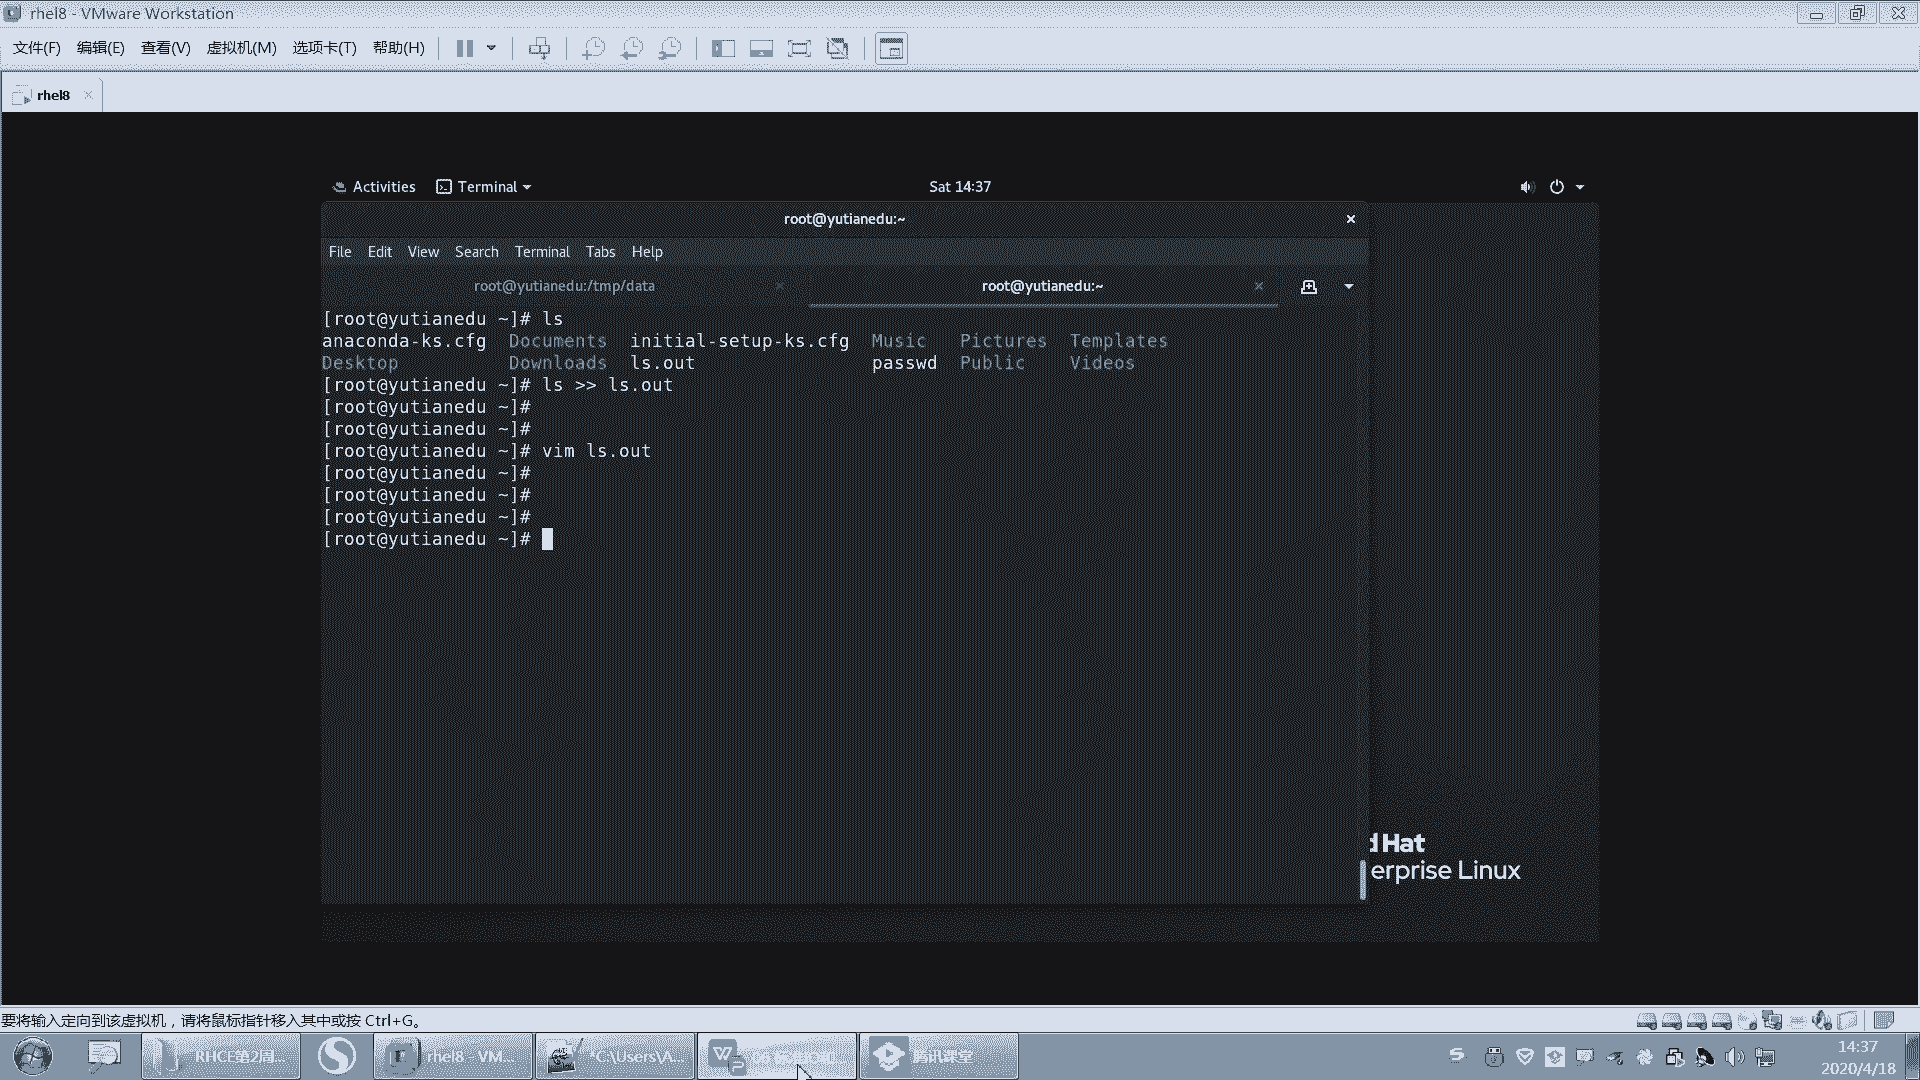 rhel8 - VMware Workstation
文件(F) 编辑(E) 查看(V) 虚拟机(M) 选项卡(T) 帮助(H)
rhel8
Activities Terminal Sat 14:37
root@yutianedu:~
File Edit View Search Terminal Tabs Help
root@yutianedu:/tmp/data root@yutianedu:~
[root@yutianedu ~]# ls
anaconda-ks.cfg Documents initial-setup-ks.cfg Music Pictures Templates
Desktop Downloads ls.out passwd Public Videos
[root@yutianedu ~]# ls >> ls.out
[root@yutianedu ~]#
[root@yutianedu ~]#
[root@yutianedu ~]# vim ls.out
[root@yutianedu ~]#
[root@yutianedu ~]#
[root@yutianedu ~]#
[root@yutianedu ~]#
Hat
erprise Linux
要将输入定向到该虚拟机，请将鼠标指针移入其中或按 Ctrl+G。
RHCE第2周... rhel8 - VM... *C:\Users\A... 腾讯课堂
14:37
2020/4/18